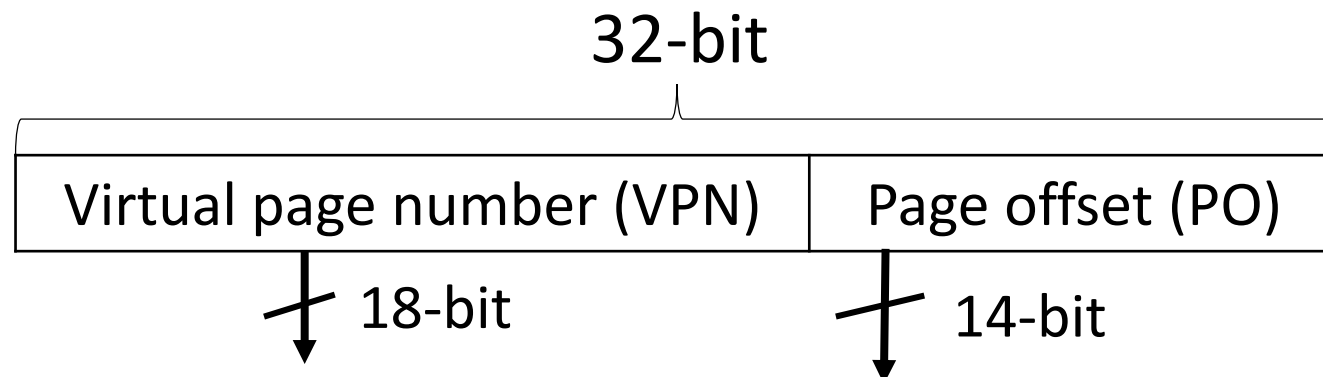 32-bit
Virtual page number (VPN) Page offset (PO)
18-bit 14-bit